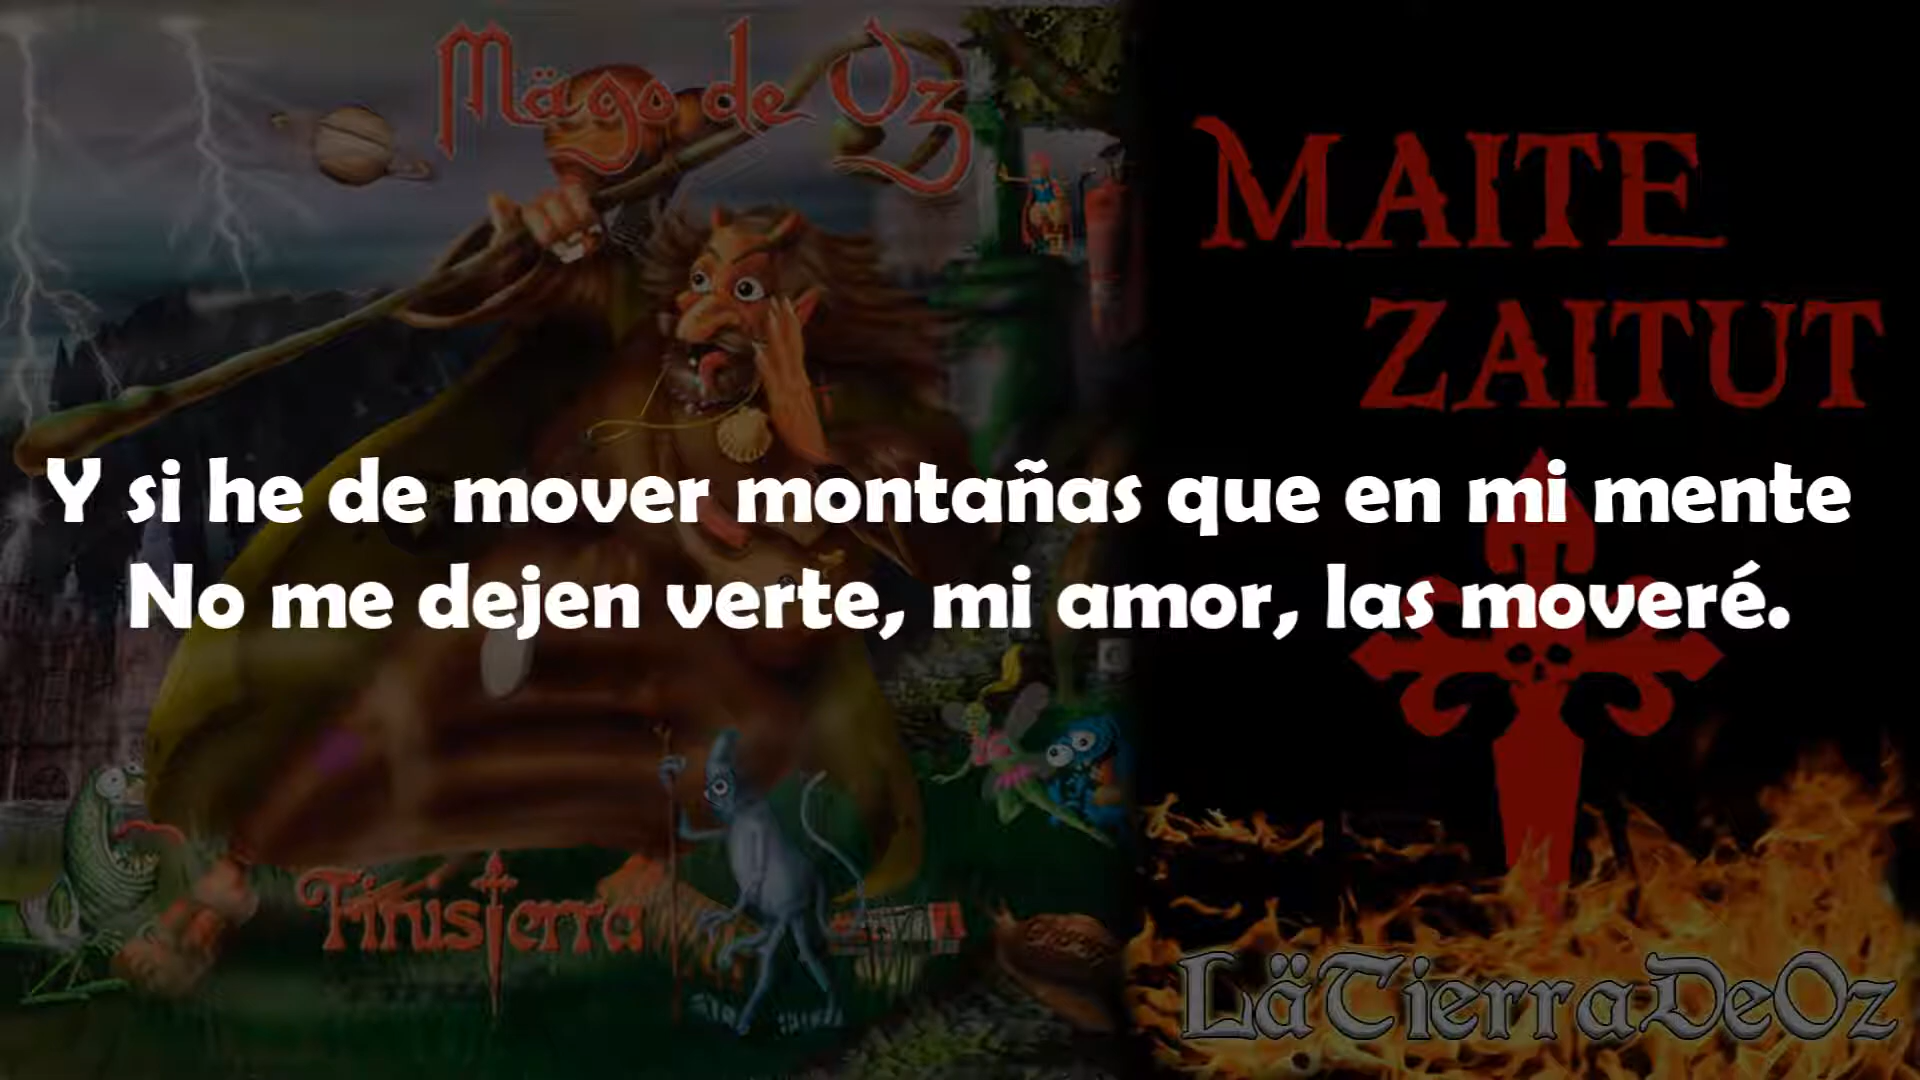 Mägo de Oz
MAITE
ZAITUT
Y si he de mover montañas que en mi mente
No me dejen verte, mi amor, las moveré.
Finisterra
LäTierraDeOz